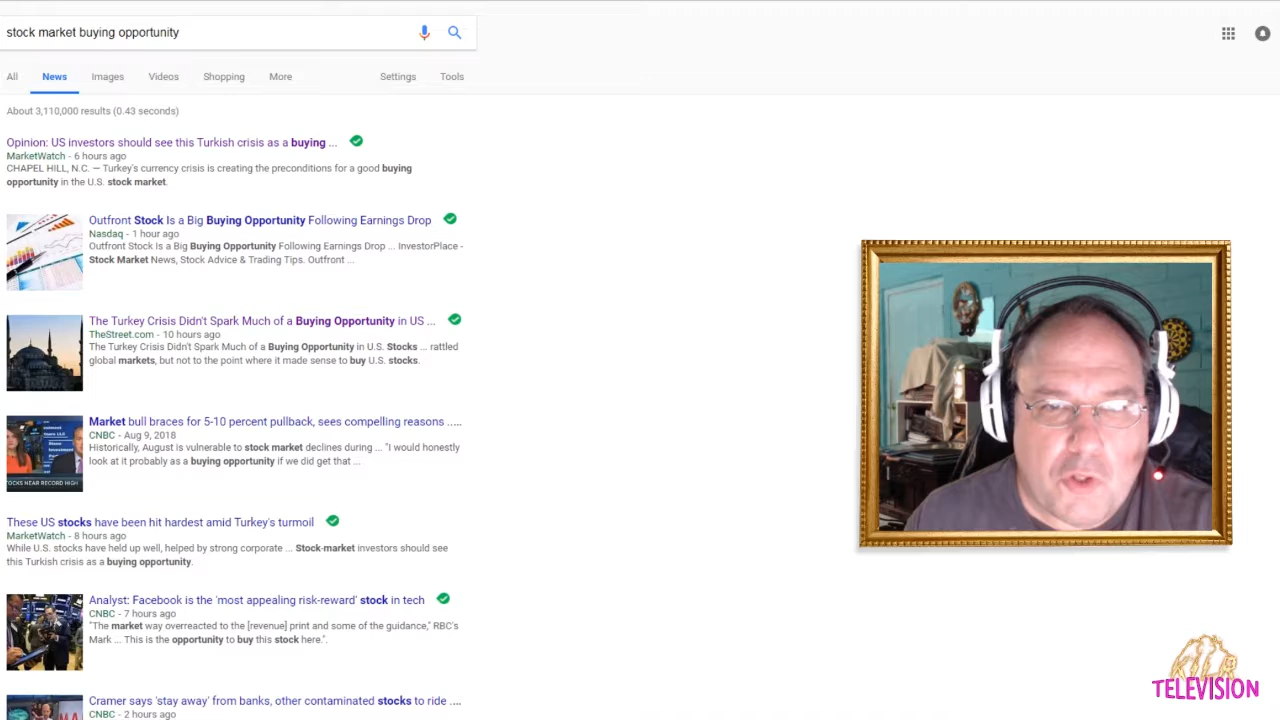 stock market buying opportunity
All News Images Videos Shopping More Settings Tools
About 3,110,000 results (0.43 seconds)
Opinion: US investors should see this Turkish crisis as a buying ...
MarketWatch - 6 hours ago
CHAPEL HILL, N.C. — Turkey's currency crisis is creating the preconditions for a good buying
opportunity in the U.S. stock market.
Outfront Stock Is a Big Buying Opportunity Following Earnings Drop
Nasdaq - 1 hour ago
Outfront Stock Is a Big Buying Opportunity Following Earnings Drop ... InvestorPlace -
Stock Market News, Stock Advice & Trading Tips. Outfront ...
The Turkey Crisis Didn't Spark Much of a Buying Opportunity in US ...
TheStreet.com - 10 hours ago
The Turkey Crisis Didn't Spark Much of a Buying Opportunity in U.S. Stocks ... rattled
global markets, but not to the point where it made sense to buy U.S. stocks.
Market bull braces for 5-10 percent pullback, sees compelling reasons .....
CNBC - Aug 9, 2018
Historically, August is vulnerable to stock market declines during ... "I would honestly
look at it probably as a buying opportunity if we did get that ...
OCKS NEAR RECORD HIGH
These US stocks have been hit hardest amid Turkey's turmoil
MarketWatch - 8 hours ago
While U.S. stocks have held up well, helped by strong corporate ... Stock-market investors should see
this Turkish crisis as a buying opportunity.
Analyst: Facebook is the 'most appealing risk-reward' stock in tech
CNBC - 7 hours ago
"The market way overreacted to the [revenue] print and some of the guidance," RBC's
Mark ... This is the opportunity to buy this stock here.".
Cramer says 'stay away' from banks, other contaminated stocks to ride ....
CNBC - 2 hours ago
TELEVISION